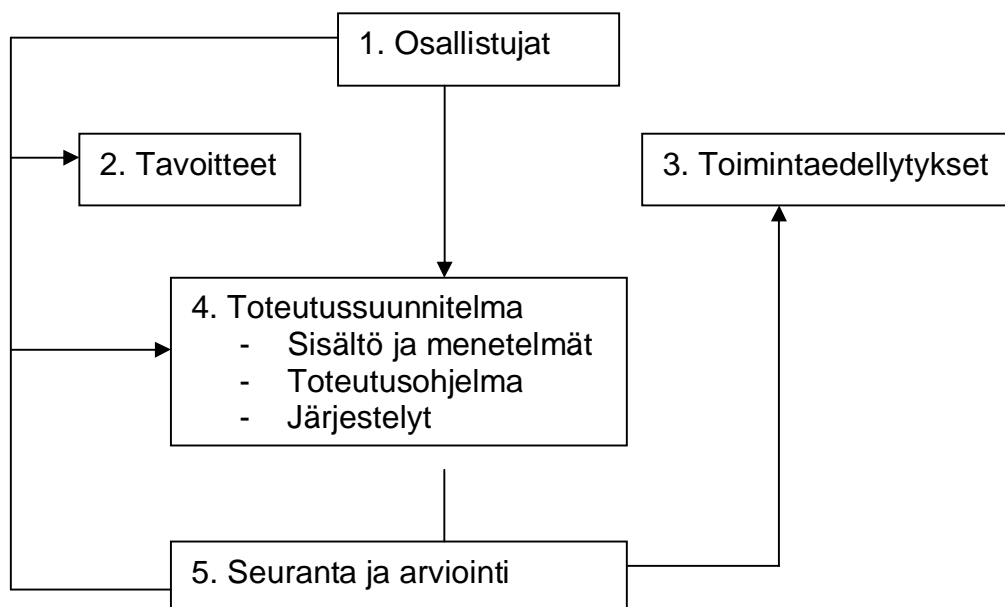 1. Osallistujat
2. Tavoitteet
3. Toimintaedellytykset
4. Toteutussuunnitelma
- Sisältö ja menetelmät
- Toteutusohjelma
- Järjestelyt
5. Seuranta ja arviointi